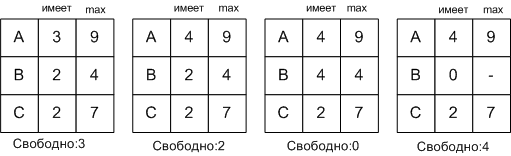 имеет max имеет max имеет max имеет max
A 3 9 A 4 9 A 4 9 A 4 9
B 2 4 B 2 4 B 4 4 B 0 -
C 2 7 C 2 7 C 2 7 C 2 7
Свободно:3 Свободно:2 Свободно:0 Свободно:4